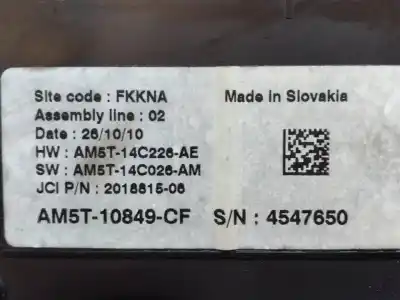 Site code : FKKNA Made in Slovakia
Assembly line : 02
Date : 26/10/10
HW : AM5T-14C226-AE
SW : AM5T-14C026-AM
JCI P/N : 2018815-06
AM5T-10849-CF S/N : 4547650